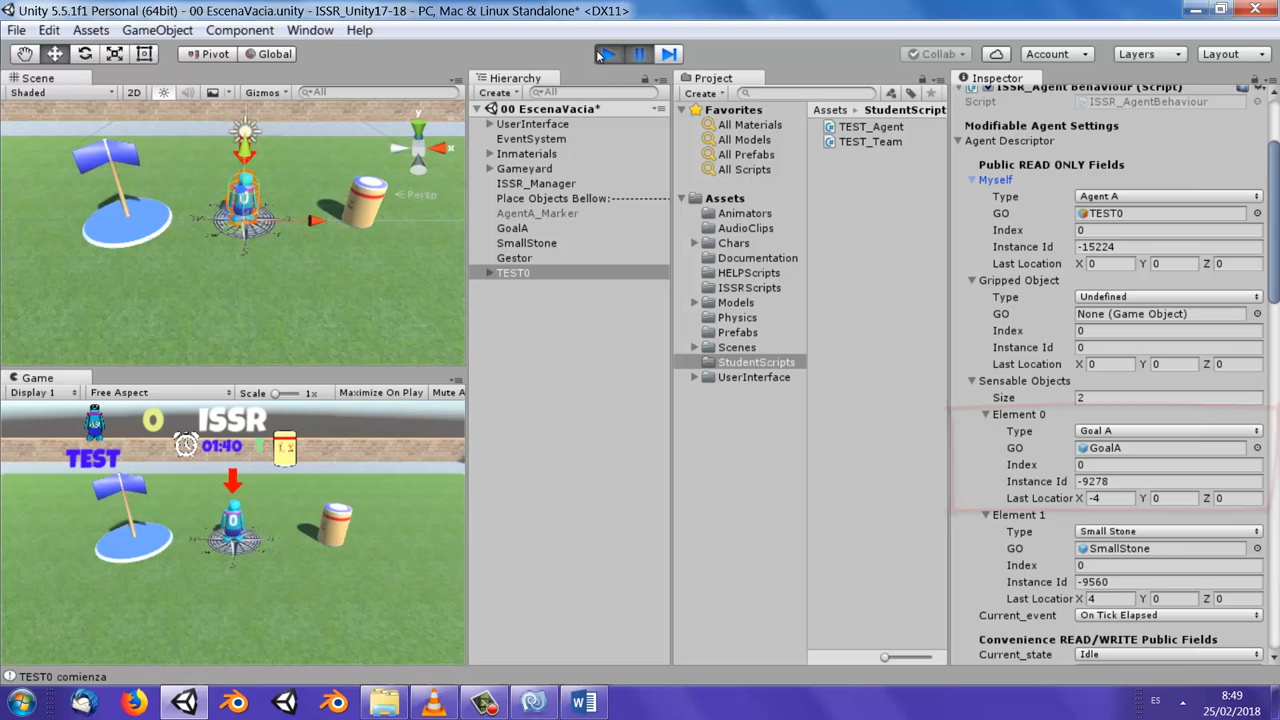 Unity 5.5.1f1 Personal (64bit) - 00 EscenaVacia.unity - ISSR_Unity17-18 - PC, Mac & Linux Standalone* <DX11>
File Edit Assets GameObject Component Window Help
Pivot Global Collab Account Layers Layout
Scene
Shaded 2D Gizmos All
y
x
Persp
Game
Display 1 Free Aspect Scale 1x Maximize On Play Mute A
0 ISSR
01:40 1
TEST
0
Hierarchy
Create All
00 EscenaVacia*
UserInterface
EventSystem
Inmaterials
Gameyard
ISSR_Manager
Place Objects Bellow:------------
AgentA_Marker
GoalA
SmallStone
Gestor
TEST0
Project
Create
Favorites
All Materials
All Models
All Prefabs
All Scripts
Assets
Animators
AudioClips
Chars
Documentation
HELPScripts
ISSRScripts
Models
Physics
Prefabs
Scenes
StudentScripts
UserInterface
Assets StudentScript
TEST_Agent
TEST_Team
Inspector
ISSR_Agent Behaviour (Script)
Script ISSR_AgentBehaviour
Modifiable Agent Settings
Agent Descriptor
Public READ ONLY Fields
Myself
Type Agent A
GO TEST0
Index 0
Instance Id -15224
Last Location X 0 Y 0 Z 0
Gripped Object
Type Undefined
GO None (Game Object)
Index 0
Instance Id 0
Last Location X 0 Y 0 Z 0
Sensable Objects
Size 2
Element 0
Type Goal A
GO GoalA
Index 0
Instance Id -9278
Last Locatior X -4 Y 0 Z 0
Element 1
Type Small Stone
GO SmallStone
Index 0
Instance Id -9560
Last Locatior X 4 Y 0 Z 0
Current_event On Tick Elapsed
Convenience READ/WRITE Public Fields
Current_state Idle
TEST0 comienza
ES
8:49
25/02/2018